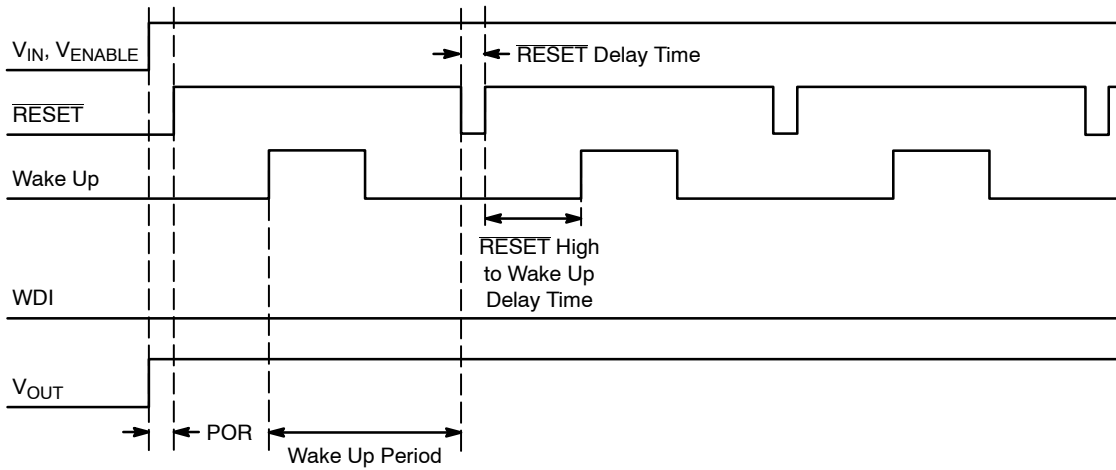 V_IN, V_ENABLE
RESET Delay Time
RESET
Wake Up
RESET High
to Wake Up
Delay Time
WDI
V_OUT
POR
Wake Up Period